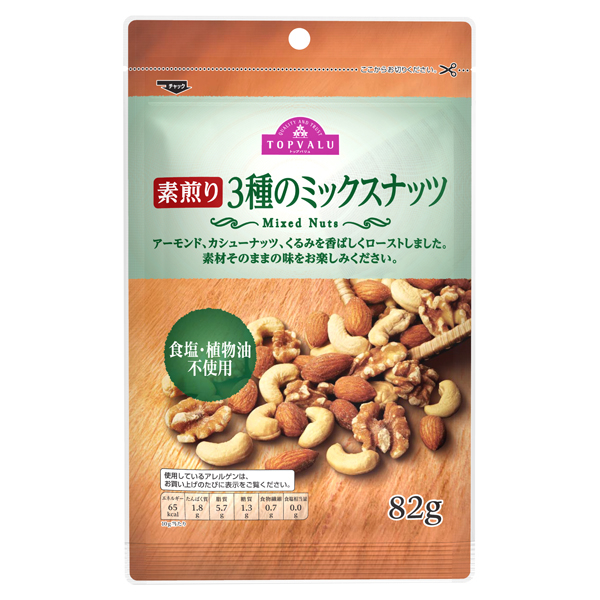 ここからお切りください。
チャック
QUALITY AND TRUST
TOPVALU
トップバリュ
素煎り 3種のミックスナッツ
Mixed Nuts
アーモンド、カシューナッツ、くるみを香ばしくローストしました。
素材そのままの味をお楽しみください。
食塩・植物油
不使用
使用しているアレルゲンは、
お買い上げのたびに表示をご覧ください。
エネルギー たんぱく質 脂質 糖質 食物繊維 食塩相当量
65 kcal 1.8 g 5.7 g 1.3 g 0.7 g 0.0 g
10g当たり
82g